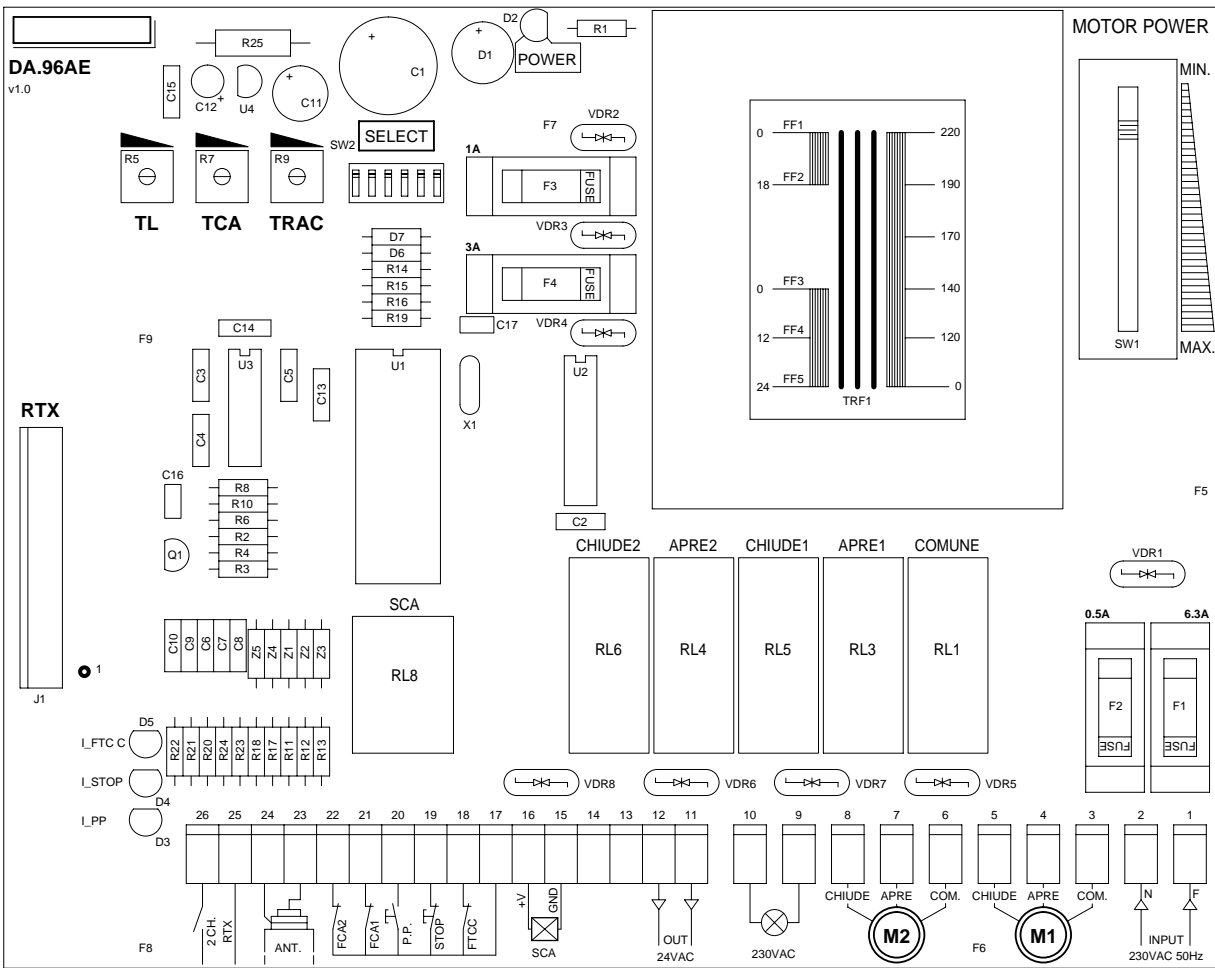 DA.96AE
v1.0
R25
C15
C12
+
U4
+
C11
+
C1
+
D1
D2
POWER
R1
MOTOR POWER
MIN.
MAX.
SW1
R5
R7
R9
TL
TCA
TRAC
SW2
SELECT
F7
VDR2
1A
F3
FUSE
VDR3
3A
F4
FUSE
VDR4
C17
D7
D6
R14
R15
R16
R19
0
FF1
18
FF2
0
FF3
12
FF4
24
FF5
220
190
170
140
120
0
TRF1
F9
C14
C3
U3
C5
C13
C4
U1
X1
U2
C2
RTX
C16
Q1
R8
R10
R6
R2
R4
R3
F5
CHIUDE2
APRE2
CHIUDE1
APRE1
COMUNE
RL6
RL4
RL5
RL3
RL1
VDR1
0.5A
6.3A
F2
FUSE
F1
FUSE
SCA
RL8
C10
C9
C6
C7
C8
Z5
Z4
Z1
Z2
Z3
1
J1
D5
I_FTC C
I_STOP
D4
I_PP
D3
R22
R21
R20
R24
R23
R18
R17
R11
R12
R13
VDR8
VDR6
VDR7
VDR5
26 25 24 23 22 21 20 19 18 17 16 15 14 13 12 11 10 9 8 7 6 5 4 3 2 1
2 CH.
RTX
ANT.
FCA2
FCA1
P.P.
STOP
FTCC
+V
GND
SCA
OUT
24VAC
230VAC
CHIUDE APRE COM.
M2
CHIUDE APRE COM.
M1
N
F
INPUT
230VAC 50Hz
F8
F6